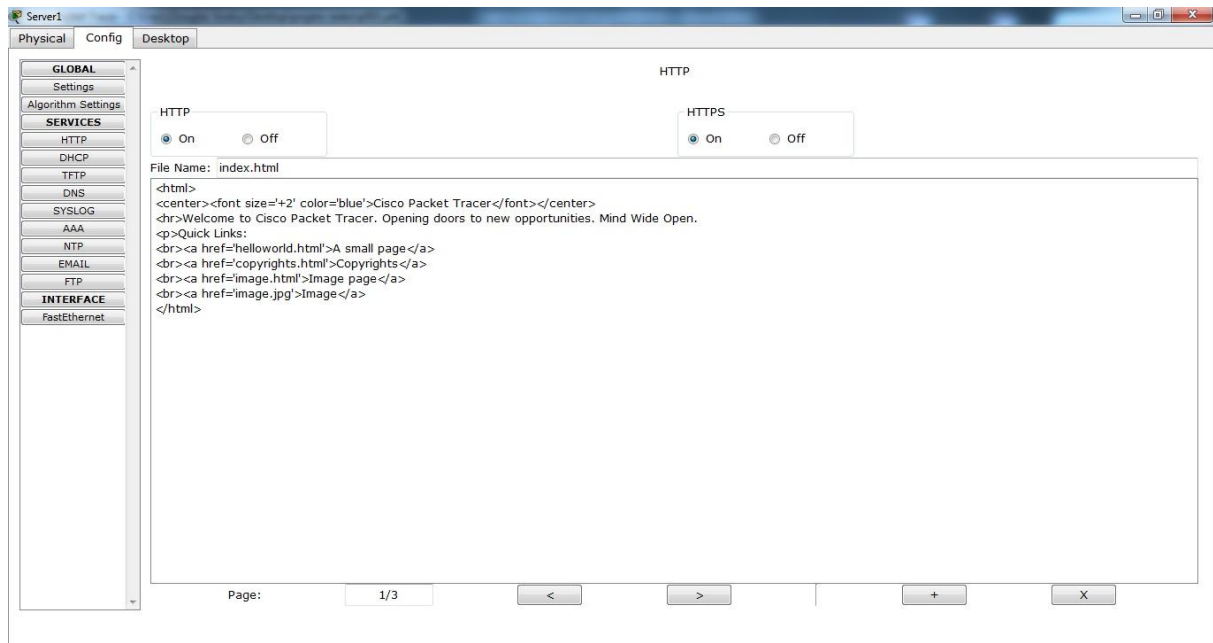 Server1
Physical Config Desktop
GLOBAL
Settings
Algorithm Settings
SERVICES
HTTP
DHCP
TFTP
DNS
SYSLOG
AAA
NTP
EMAIL
FTP
INTERFACE
FastEthernet
HTTP
HTTP
On Off
HTTPS
On Off
File Name: index.html
<html>
<center><font size='+2' color='blue'>Cisco Packet Tracer</font></center>
<hr>Welcome to Cisco Packet Tracer. Opening doors to new opportunities. Mind Wide Open.
<p>Quick Links:
<br><a href='helloworld.html'>A small page</a>
<br><a href='copyrights.html'>Copyrights</a>
<br><a href='image.html'>Image page</a>
<br><a href='image.jpg'>Image</a>
</html>
Page: 1/3 < > + X